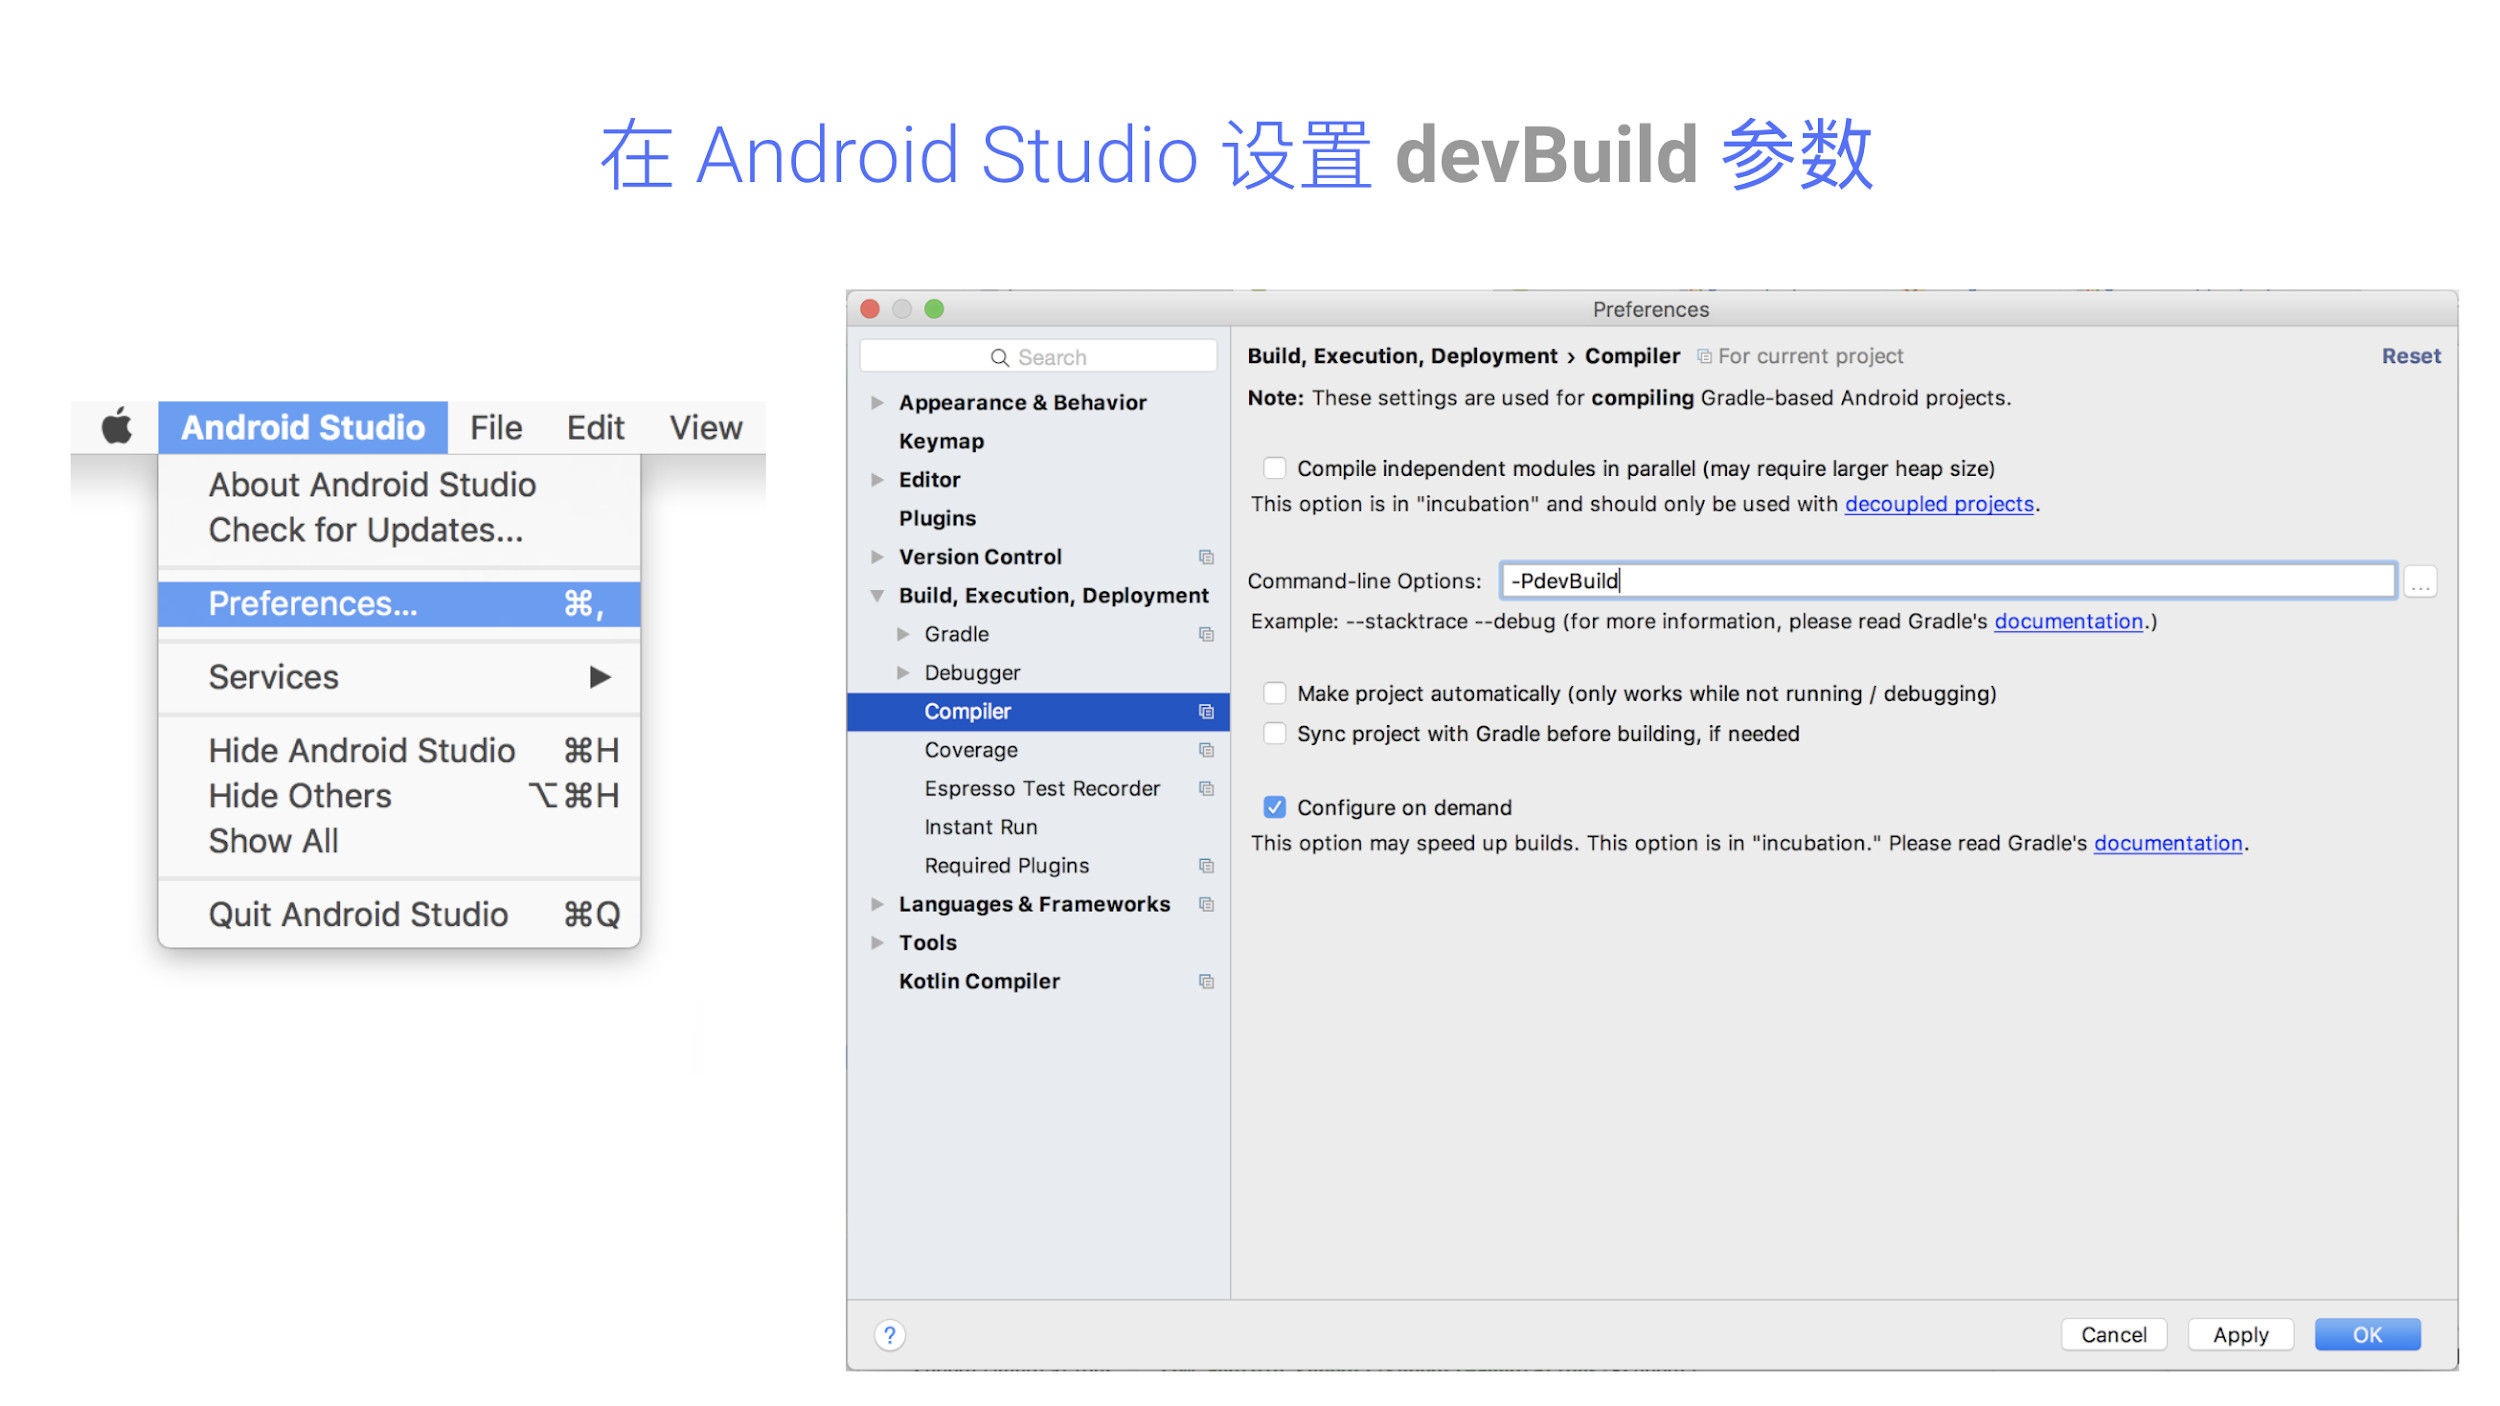 在 Android Studio 设置 devBuild 参数
Android Studio File Edit View
About Android Studio
Check for Updates...
Preferences... ⌘,
Services ▶
Hide Android Studio ⌘H
Hide Others ⌥⌘H
Show All
Quit Android Studio ⌘Q
Preferences
Search
Appearance & Behavior
Keymap
Editor
Plugins
Version Control
Build, Execution, Deployment
Gradle
Debugger
Compiler
Coverage
Espresso Test Recorder
Instant Run
Required Plugins
Languages & Frameworks
Tools
Kotlin Compiler
Build, Execution, Deployment › Compiler For current project Reset
Note: These settings are used for compiling Gradle-based Android projects.
Compile independent modules in parallel (may require larger heap size)
This option is in "incubation" and should only be used with decoupled projects.
Command-line Options: -PdevBuild ...
Example: --stacktrace --debug (for more information, please read Gradle's documentation.)
Make project automatically (only works while not running / debugging)
Sync project with Gradle before building, if needed
Configure on demand
This option may speed up builds. This option is in "incubation." Please read Gradle's documentation.
? Cancel Apply OK